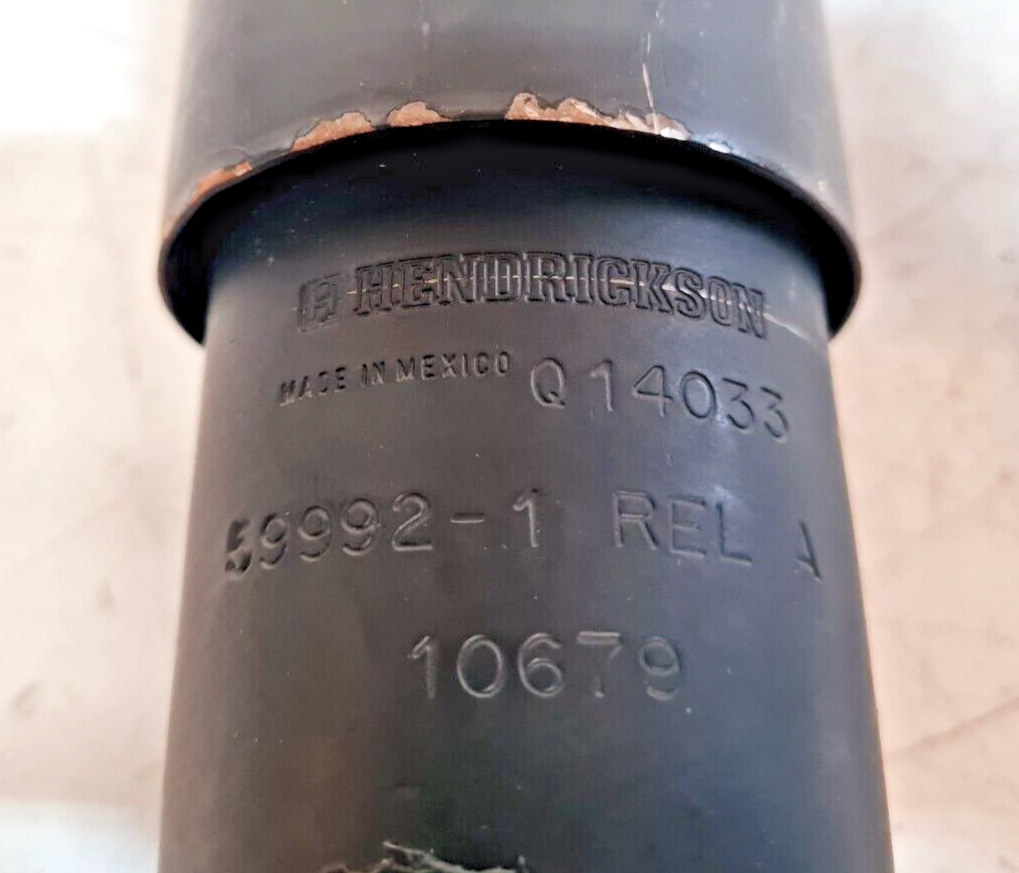 HENDRICKSON
MADE IN MEXICO Q14033
59992-1 REL A
10679